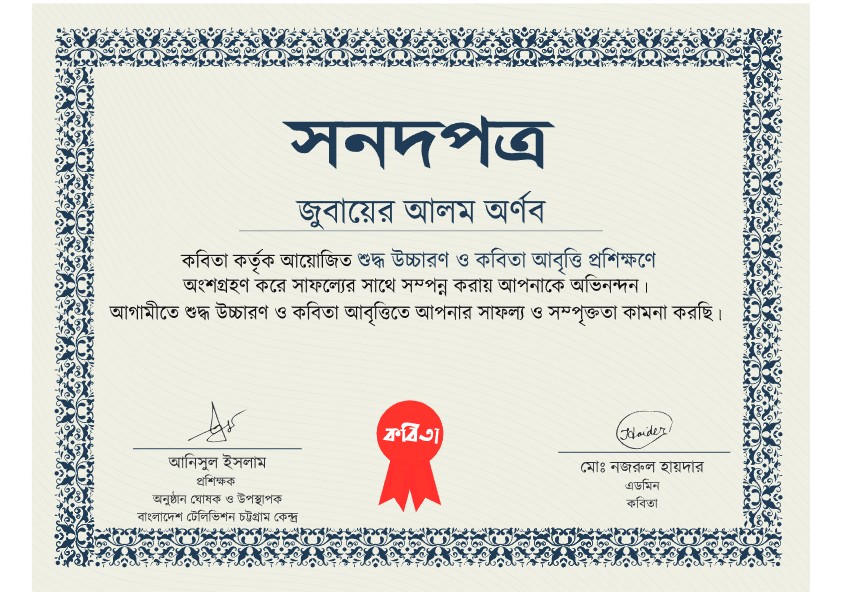 সনদপত্র
জুবায়ের আলম অর্ণব
কবিতা কর্তৃক আয়োজিত শুদ্ধ উচ্চারণ ও কবিতা আবৃত্তি প্রশিক্ষণে
অংশগ্রহণ করে সাফল্যের সাথে সম্পন্ন করায় আপনাকে অভিনন্দন।
আগামীতে শুদ্ধ উচ্চারণ ও কবিতা আবৃত্তিতে আপনার সাফল্য ও সম্পৃক্ততা কামনা করছি।
কবিতা
Haider
আনিসুল ইসলাম
প্রশিক্ষক
অনুষ্ঠান ঘোষক ও উপস্থাপক
বাংলাদেশ টেলিভিশন চট্টগ্রাম কেন্দ্র
মোঃ নজরুল হায়দার
এডমিন
কবিতা